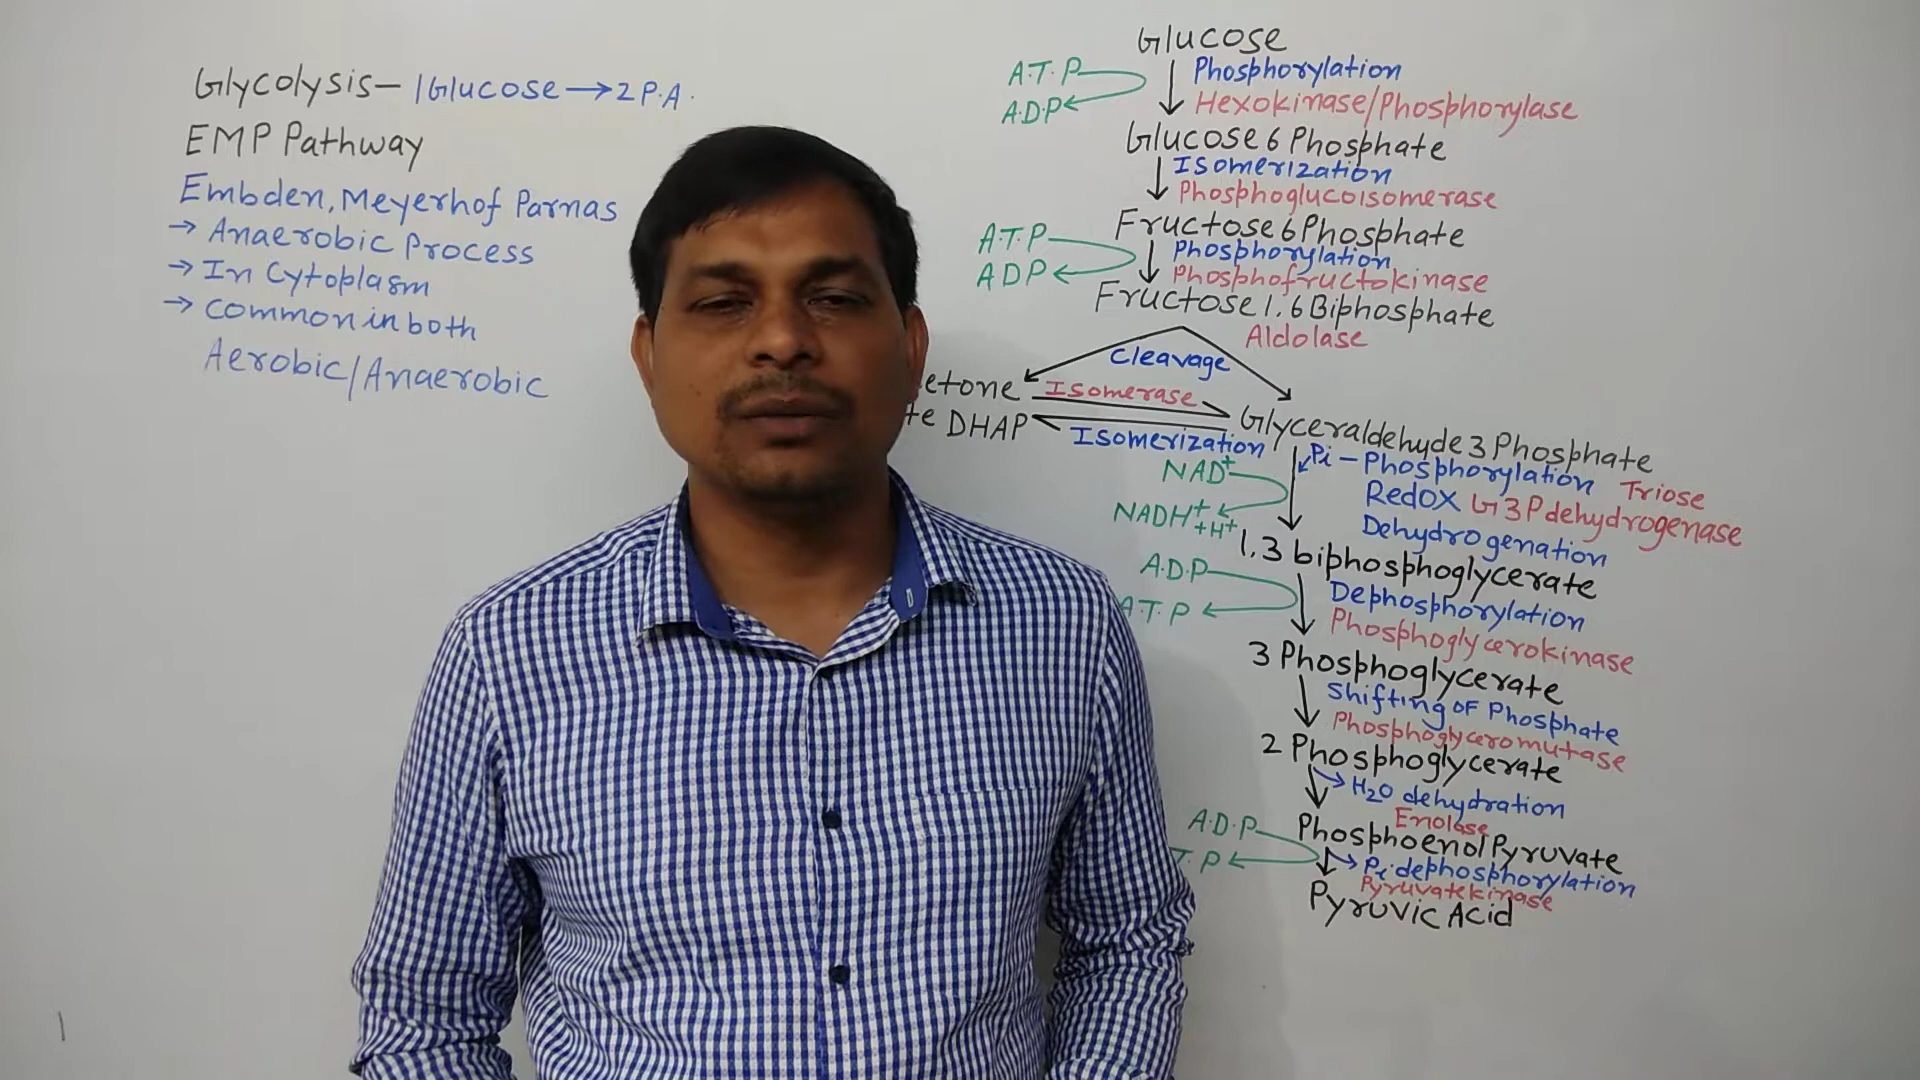 Glycolysis– 1Glucose → 2 P.A.
EMP Pathway
Embden, Meyerhof Parnas
→ Anaerobic Process
→ In Cytoplasm
→ common in both
Aerobic/Anaerobic
Glucose
A.T.P
Phosphorylation
A.D.P
Hexokinase/Phosphorylase
Glucose 6 Phosphate
Isomerization
Phosphoglucoisomerase
Fructose 6 Phosphate
A.T.P
Phosphorylation
ADP
Phosphofructokinase
Fructose 1,6 Biphosphate
Aldolase
Cleavage
etone
Isomerase
te DHAP
Glyceraldehyde 3 Phosphate
Isomerization
Pi – Phosphorylation
Triose
NAD+
Redox
G3P dehydrogenase
NADH+
+H+
Dehydrogenation
1,3 biphosphoglycerate
A.D.P
Dephosphorylation
A.T.P
Phosphoglycerokinase
3 Phosphoglycerate
Shifting of Phosphate
Phosphoglyceromutase
2 Phosphoglycerate
H2O dehydration
Enolase
A.D.P
Phosphoenol Pyruvate
T.P
Pi dephosphorylation
Pyruvate kinase
Pyruvic Acid